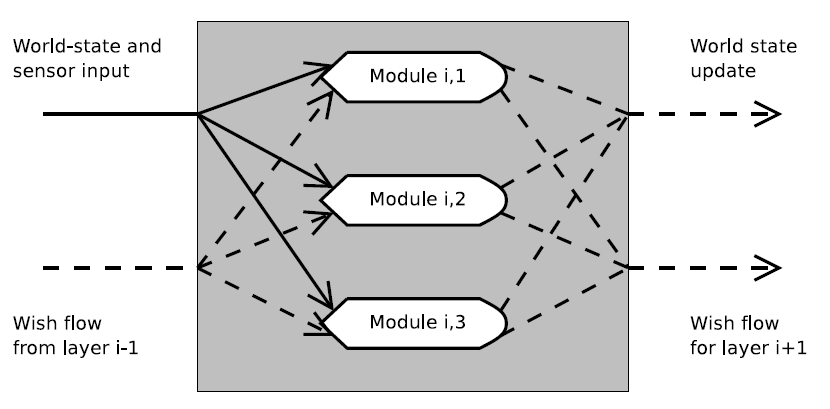 World-state and
sensor input
Module i,1
World state
update
Module i,2
Wish flow
from layer i-1
Module i,3
Wish flow
for layer i+1